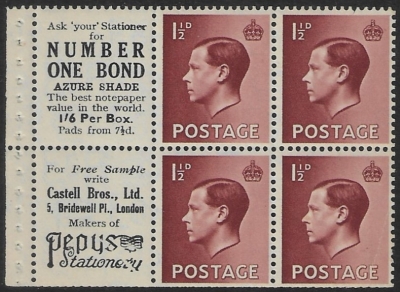 Ask 'your' Stationer
for
NUMBER
ONE BOND
AZURE SHADE
The best notepaper
value in the world.
1/6 Per Box.
Pads from 7½d.
1½D
POSTAGE
1½D
POSTAGE
For Free Sample
write
Castell Bros., Ltd.
5, Bridewell Pl., London
Makers of
Pepys
Stationery
1½D
POSTAGE
1½D
POSTAGE